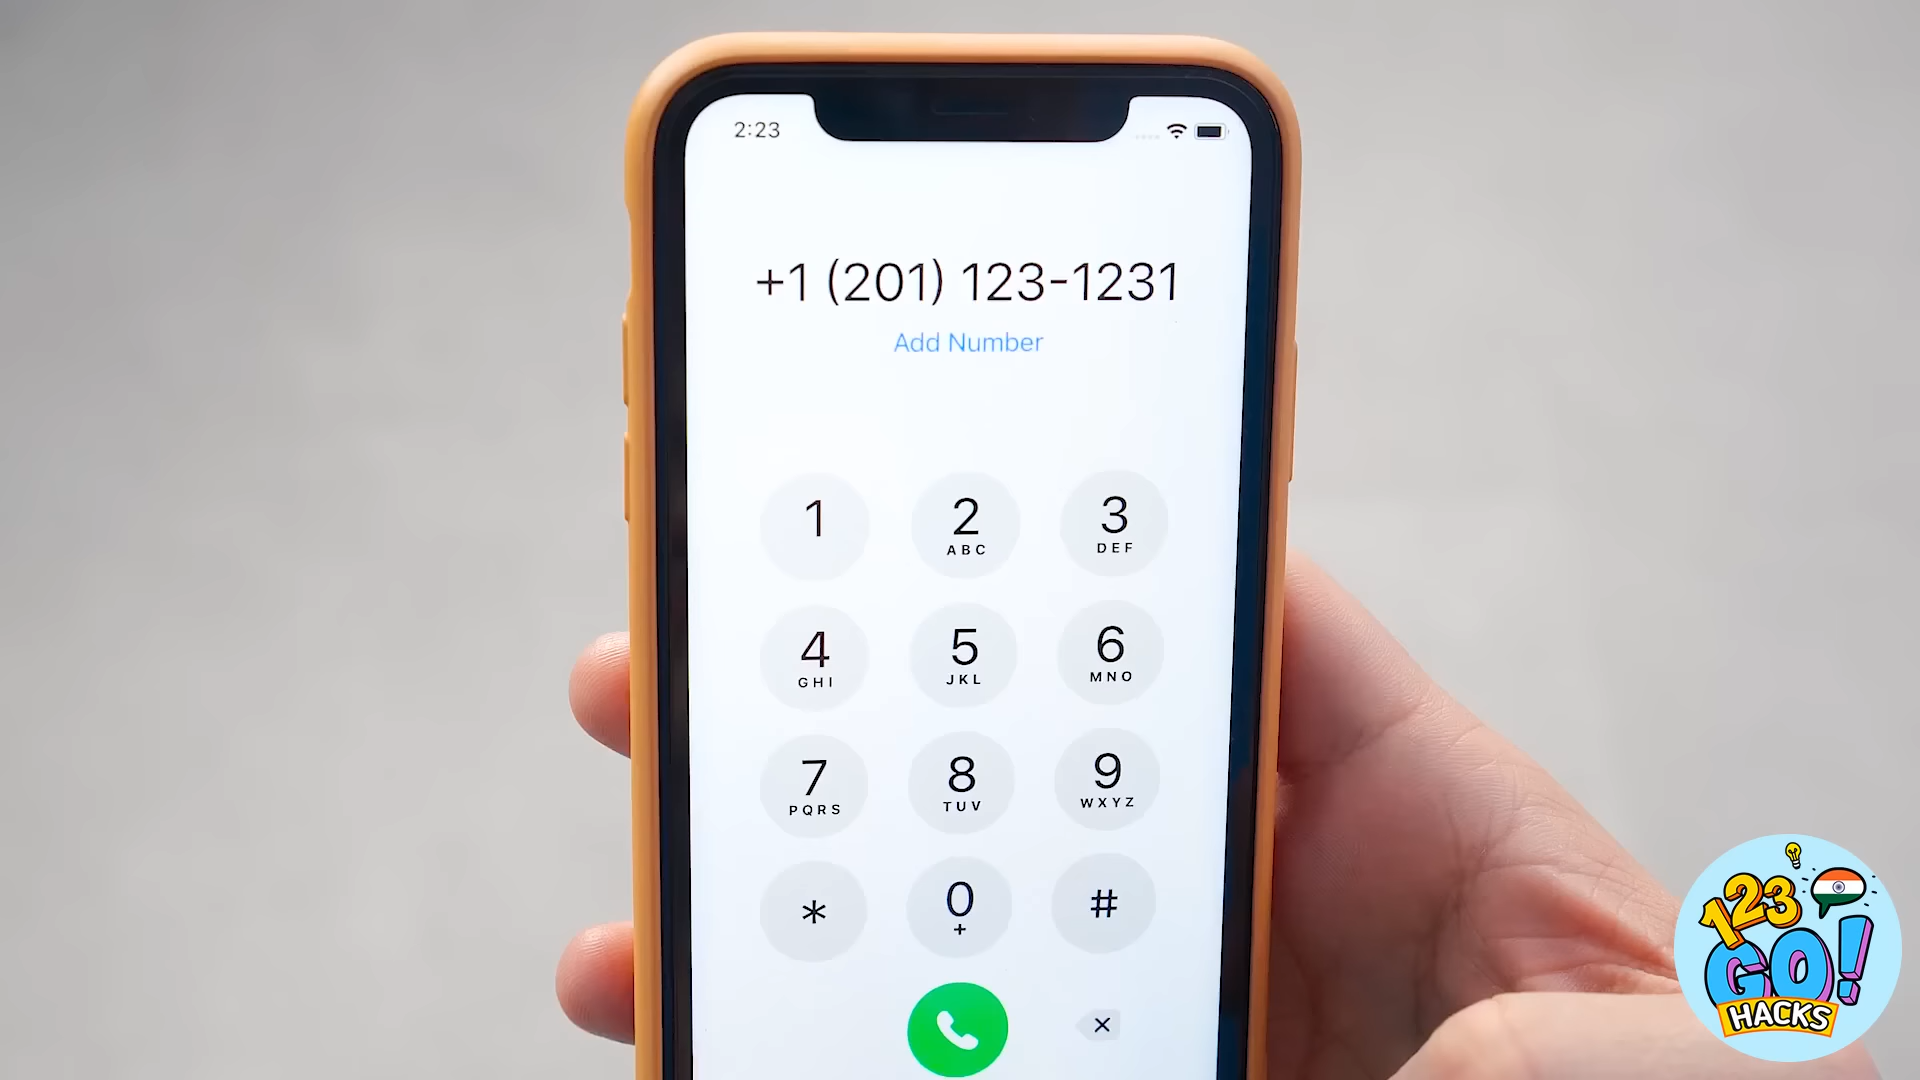 2:23
+1 (201) 123-1231
Add Number
1 2 3
ABC DEF
4 5 6
GHI JKL MNO
7 8 9
PQRS TUV WXYZ
* 0 #
+
123
GO!
HACKS